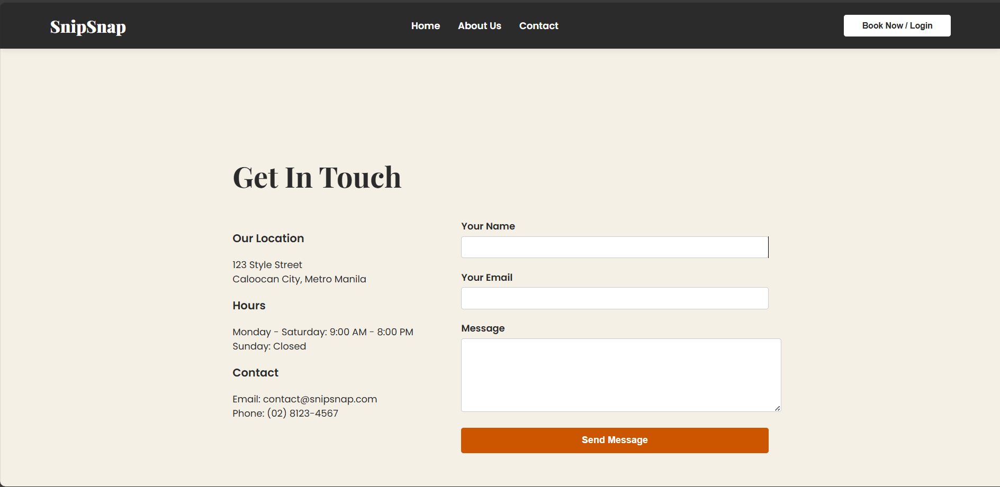 SnipSnap
Home
About Us
Contact
Book Now / Login
Get In Touch
Our Location
123 Style Street
Caloocan City, Metro Manila
Hours
Monday - Saturday: 9:00 AM - 8:00 PM
Sunday: Closed
Contact
Email: contact@snipsnap.com
Phone: (02) 8123-4567
Your Name
Your Email
Message
Send Message